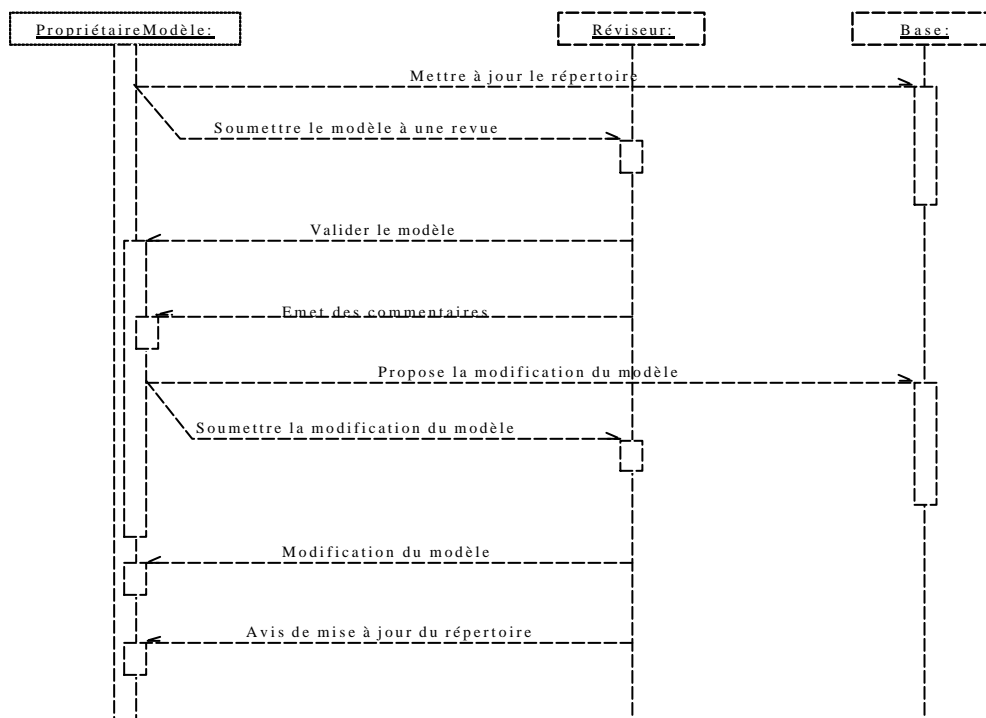 PropriétaireModèle:
Réviseur:
Base:
Mettre à jour le répertoire
Soumettre le modèle à une revue
Valider le modèle
Emet des commentaires
Propose la modification du modèle
Soumettre la modification du modèle
Modification du modèle
Avis de mise à jour du répertoire